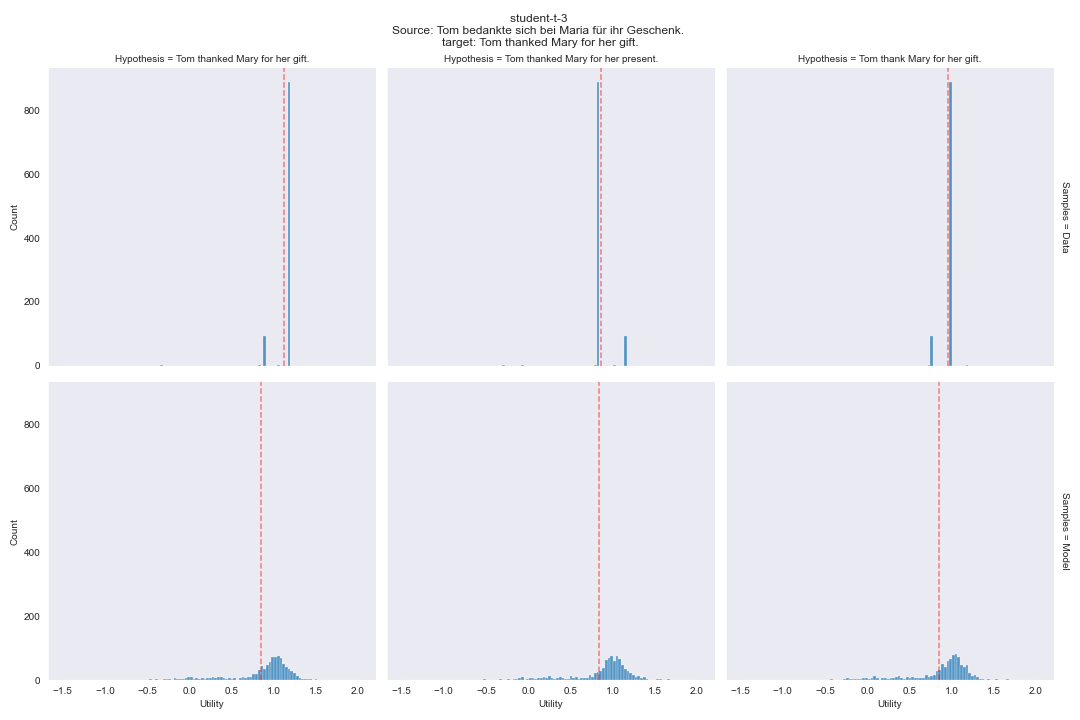 student-t-3
Source: Tom bedankte sich bei Maria für ihr Geschenk.
target: Tom thanked Mary for her gift.
Hypothesis = Tom thanked Mary for her gift.
Hypothesis = Tom thanked Mary for her present.
Hypothesis = Tom thank Mary for her gift.
800
600
400
200
0
Count
Samples = Data
800
600
400
200
0
Count
Samples = Model
−1.5 −1.0 −0.5 0.0 0.5 1.0 1.5 2.0
−1.5 −1.0 −0.5 0.0 0.5 1.0 1.5 2.0
−1.5 −1.0 −0.5 0.0 0.5 1.0 1.5 2.0
Utility
Utility
Utility